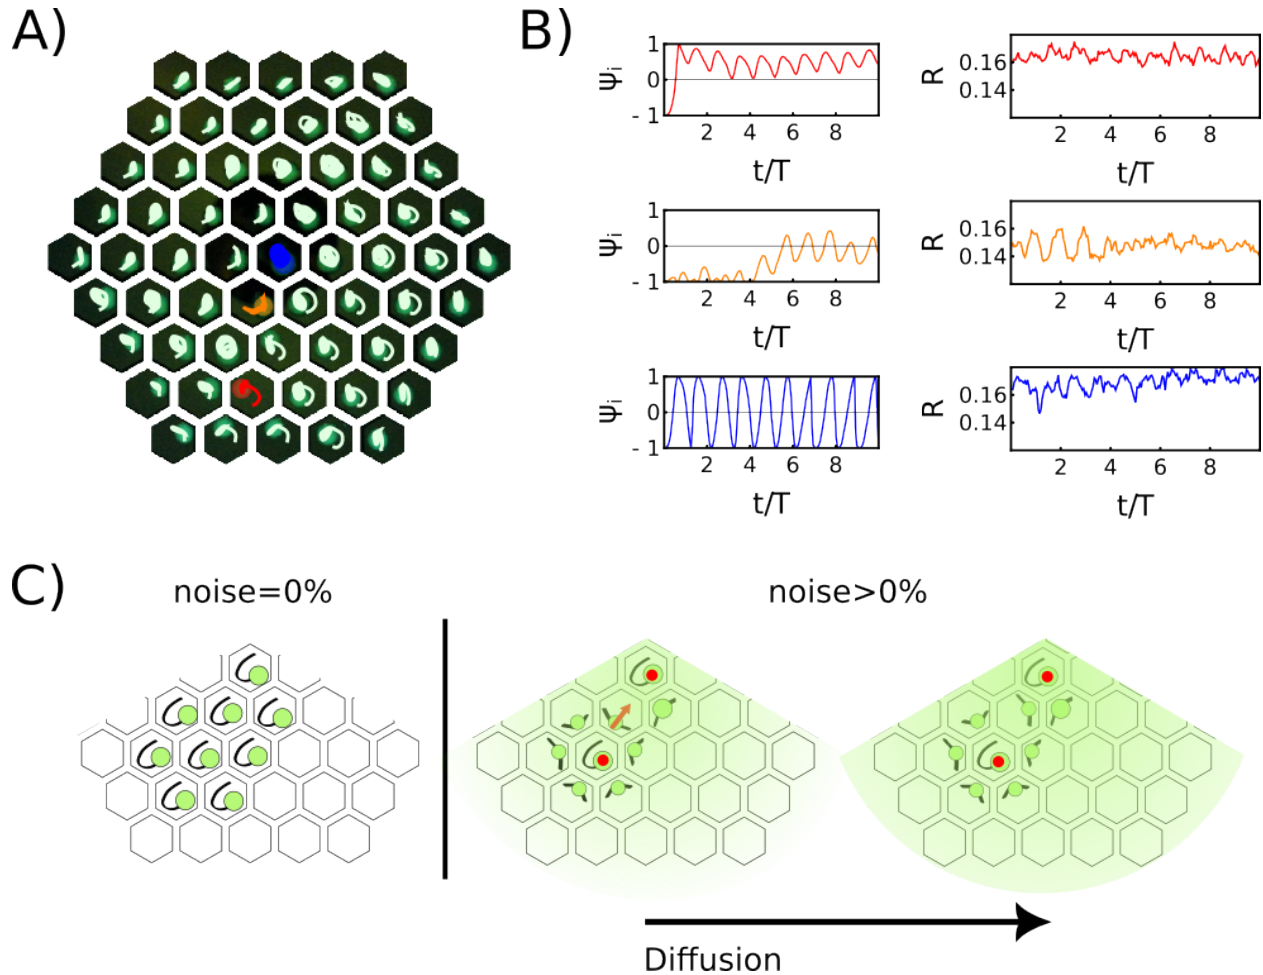 A)
B)
ψi
1
0
- 1
2 4 6 8
t/T
R
0.16
0.14
2 4 6 8
t/T
ψi
1
0
- 1
2 4 6 8
t/T
R
0.16
0.14
2 4 6 8
t/T
ψi
1
0
- 1
2 4 6 8
t/T
R
0.16
0.14
2 4 6 8
t/T
C)
noise=0%
noise>0%
Diffusion